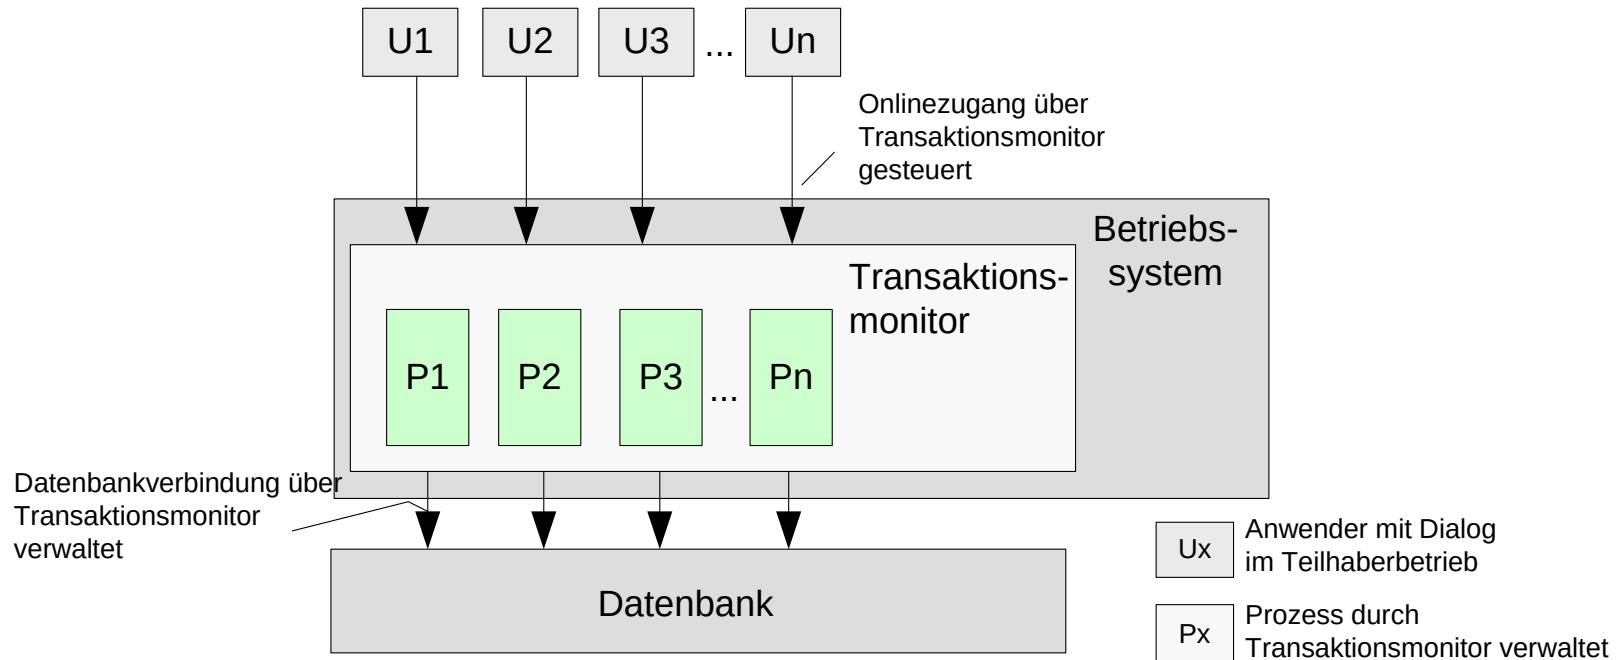 U1
U2
U3
...
Un
Onlinezugang über
Transaktionsmonitor
gesteuert
Betriebs-
system
Transaktions-
monitor
P1
P2
P3
...
Pn
Datenbankverbindung über
Transaktionsmonitor
verwaltet
Datenbank
Ux
Anwender mit Dialog
im Teilhaberbetrieb
Px
Prozess durch
Transaktionsmonitor verwaltet